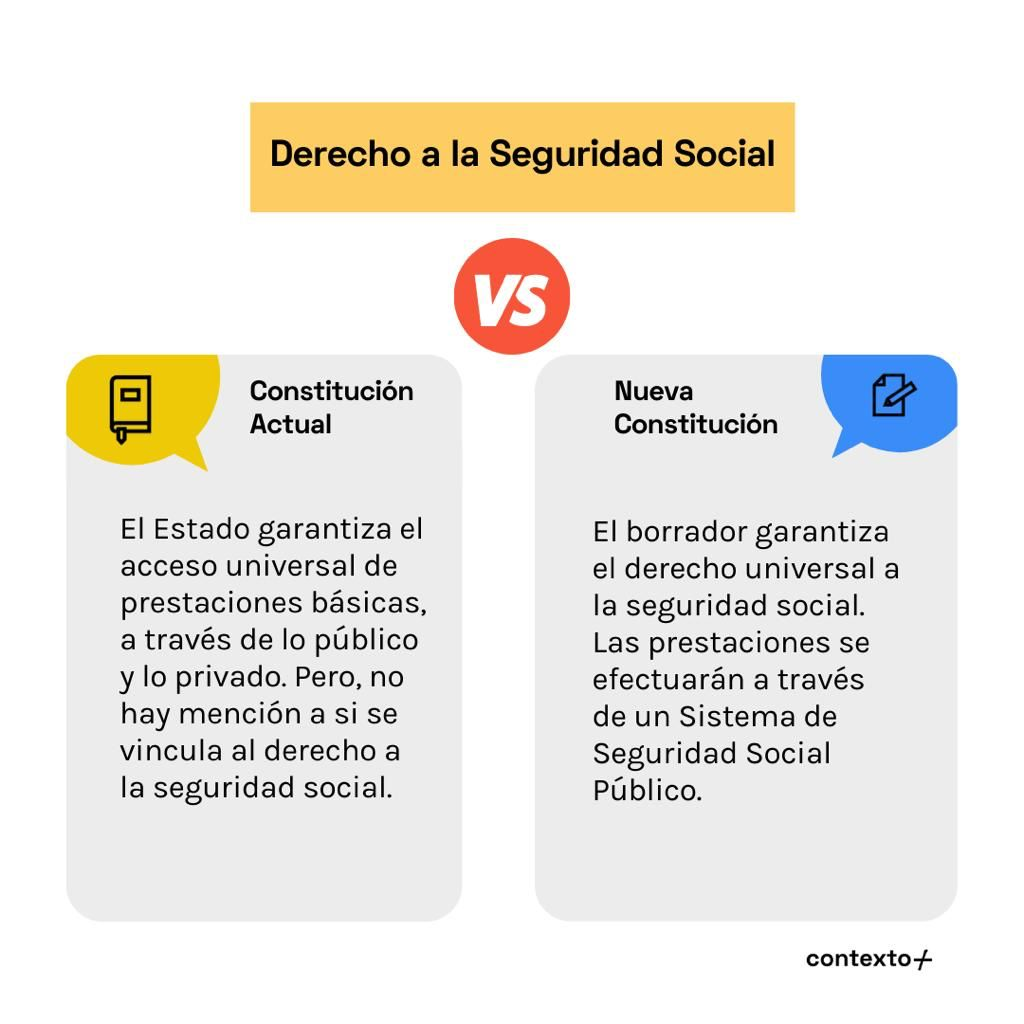 Derecho a la Seguridad Social
VS
Constitución
Actual
El Estado garantiza el
acceso universal de
prestaciones básicas,
a través de lo público
y lo privado. Pero, no
hay mención a si se
vincula al derecho a
la seguridad social.
Nueva
Constitución
El borrador garantiza
el derecho universal a
la seguridad social.
Las prestaciones se
efectuarán a través
de un Sistema de
Seguridad Social
Público.
contexto+